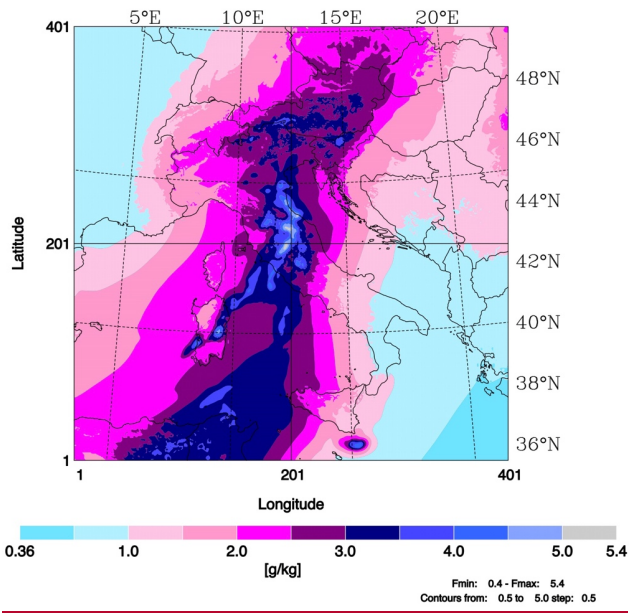 401
5°E 10°E 15°E 20°E
48°N
46°N
44°N
Latitude
201
42°N
40°N
38°N
36°N
1
1 201 401
Longitude
0.36 1.0 2.0 3.0 4.0 5.0 5.4
[g/kg]
Fmin: 0.4 - Fmax: 5.4
Contours from: 0.5 to 5.0 step: 0.5